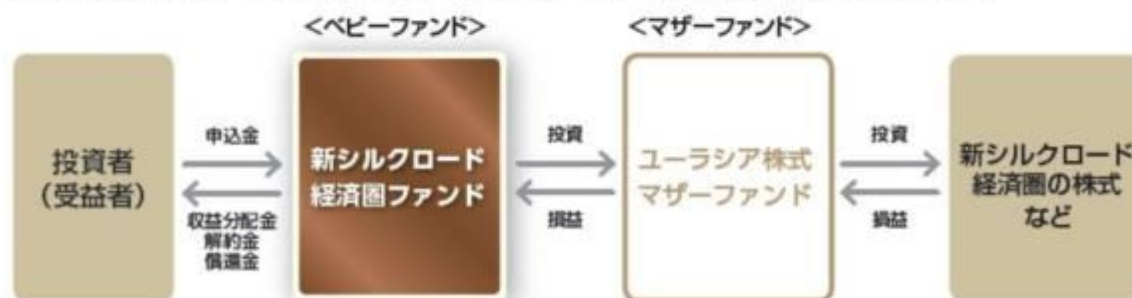 <ベビーファンド>
<マザーファンド>
投資者
(受益者)
申込金
収益分配金
解約金
償還金
新シルクロード
経済圏ファンド
投資
損益
ユーラシア株式
マザーファンド
投資
損益
新シルクロード
経済圏の株式
など